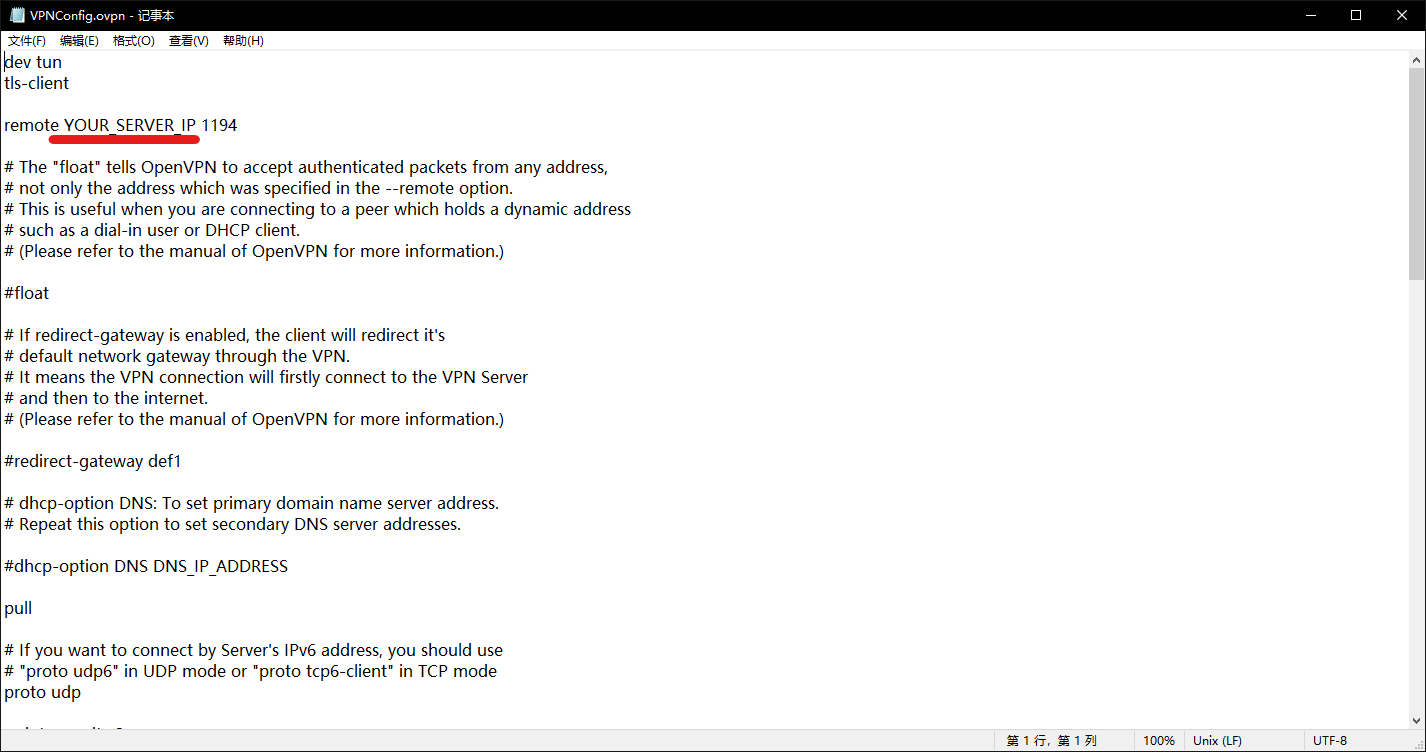 VPNConfig.ovpn - 记事本
文件(F) 编辑(E) 格式(O) 查看(V) 帮助(H)
dev tun
tls-client
remote YOUR_SERVER_IP 1194
# The "float" tells OpenVPN to accept authenticated packets from any address,
# not only the address which was specified in the --remote option.
# This is useful when you are connecting to a peer which holds a dynamic address
# such as a dial-in user or DHCP client.
# (Please refer to the manual of OpenVPN for more information.)
#float
# If redirect-gateway is enabled, the client will redirect it's
# default network gateway through the VPN.
# It means the VPN connection will firstly connect to the VPN Server
# and then to the internet.
# (Please refer to the manual of OpenVPN for more information.)
#redirect-gateway def1
# dhcp-option DNS: To set primary domain name server address.
# Repeat this option to set secondary DNS server addresses.
#dhcp-option DNS DNS_IP_ADDRESS
pull
# If you want to connect by Server's IPv6 address, you should use
# "proto udp6" in UDP mode or "proto tcp6-client" in TCP mode
proto udp
第 1 行，第 1 列 100% Unix (LF) UTF-8